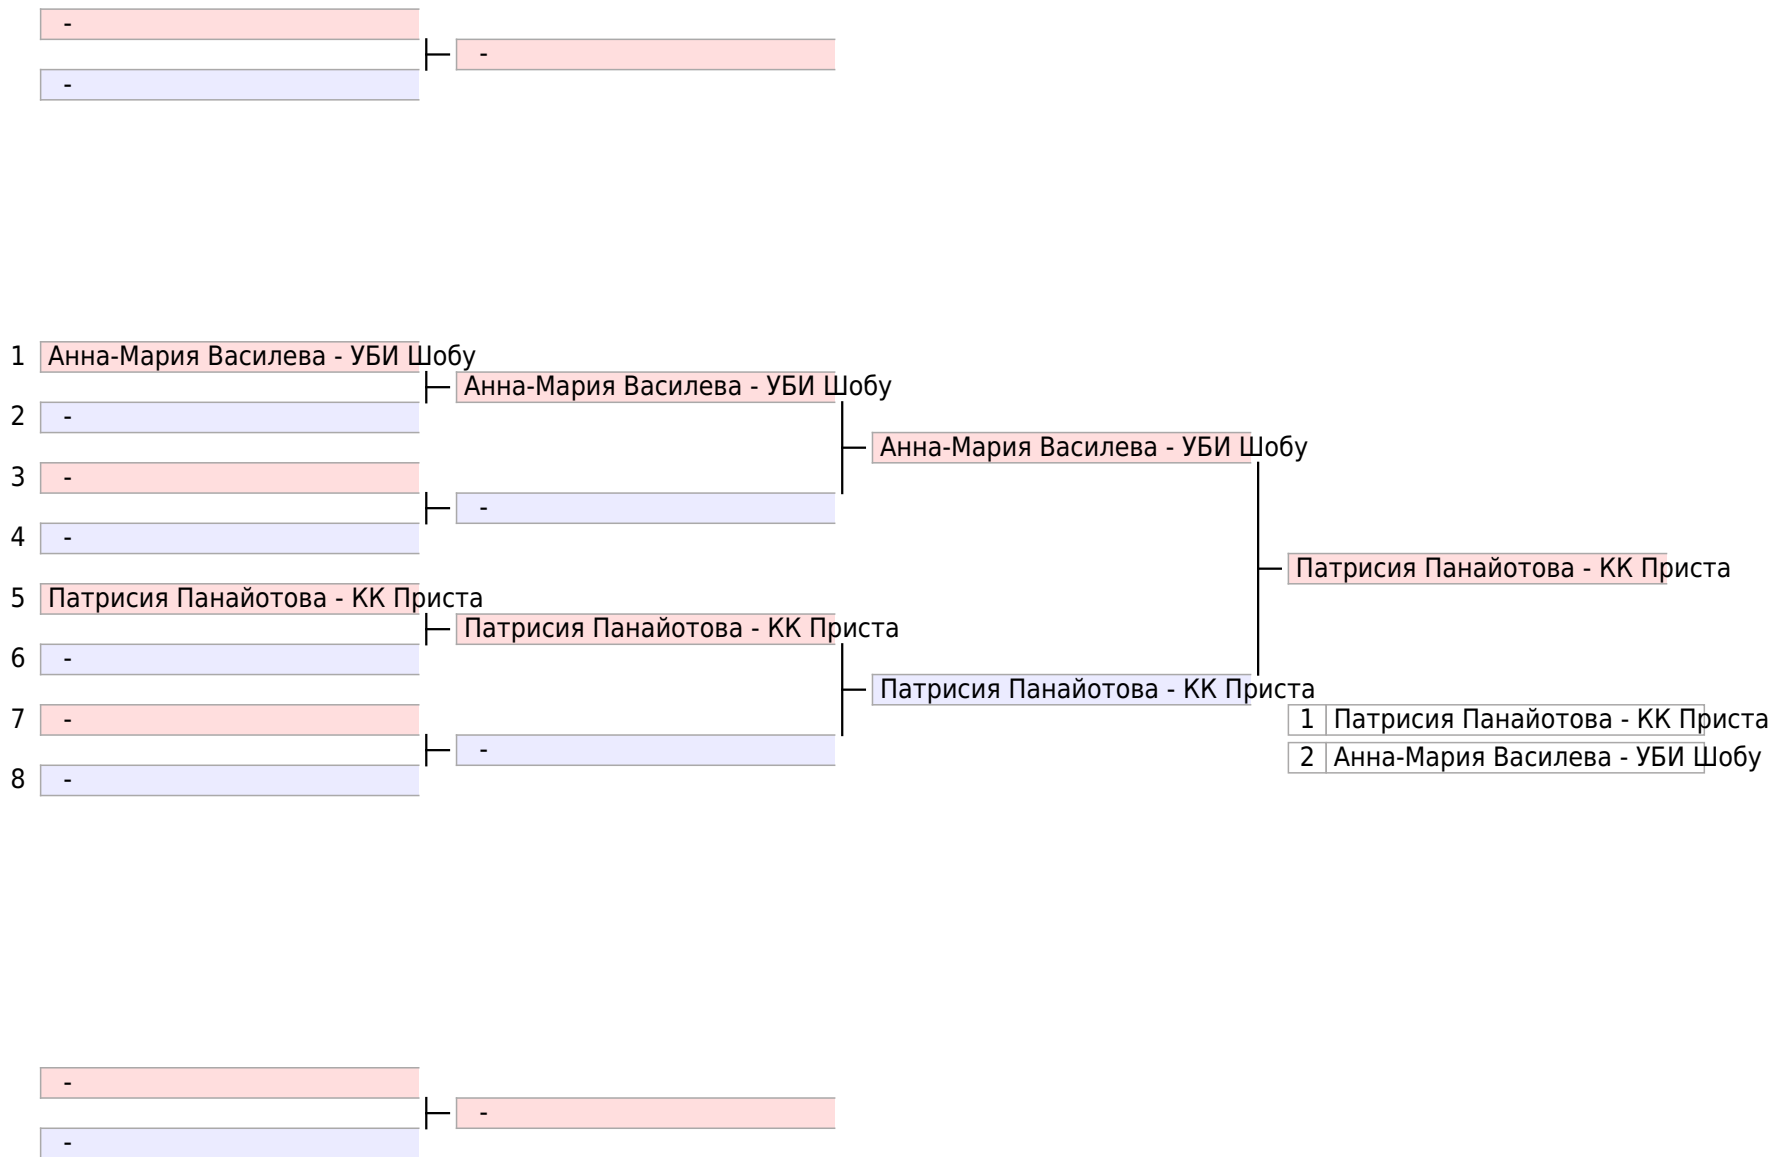 -
-
-
1 Анна-Мария Василева - УБИ Шобу
Анна-Мария Василева - УБИ Шобу
2 -
Анна-Мария Василева - УБИ Шобу
3 -
-
4 -
Патрисия Панайотова - КК Приста
5 Патрисия Панайотова - КК Приста
Патрисия Панайотова - КК Приста
6 -
Патрисия Панайотова - КК Приста
7 -
1 Патрисия Панайотова - КК Приста
-
2 Анна-Мария Василева - УБИ Шобу
8 -
-
-
-